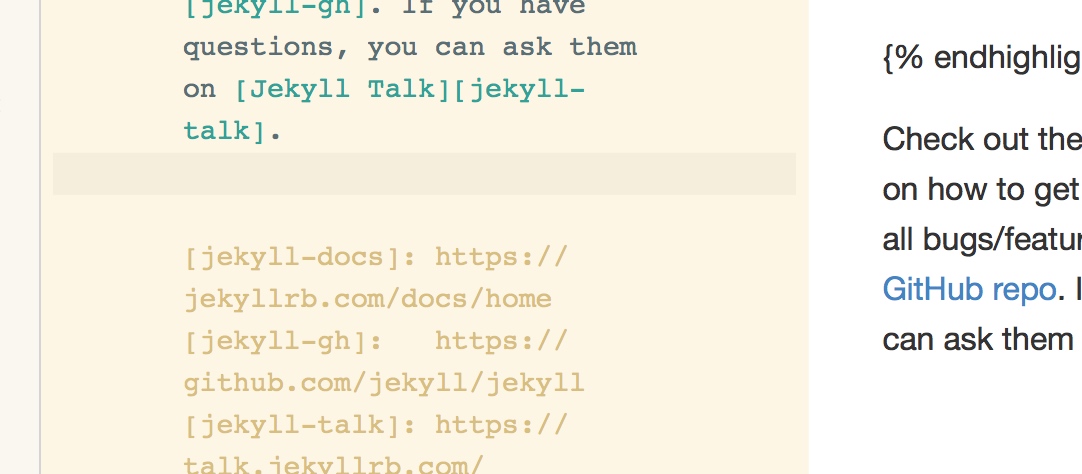 [jekyll-gh]. If you have
questions, you can ask them
on [Jekyll Talk][jekyll-
talk].
[jekyll-docs]: https://
jekyllrb.com/docs/home
[jekyll-gh]:   https://
github.com/jekyll/jekyll
[jekyll-talk]: https://
talk.jekyllrb.com/
{% endhighlig
Check out the
on how to get
all bugs/featur
GitHub repo. I
can ask them